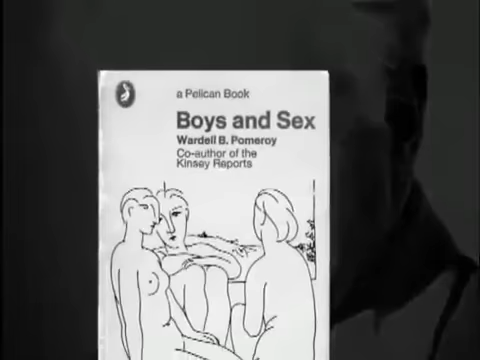 a Pelican Book
Boys and Sex
Wardell B. Pomeroy
Co-author of the
Kinsey Reports